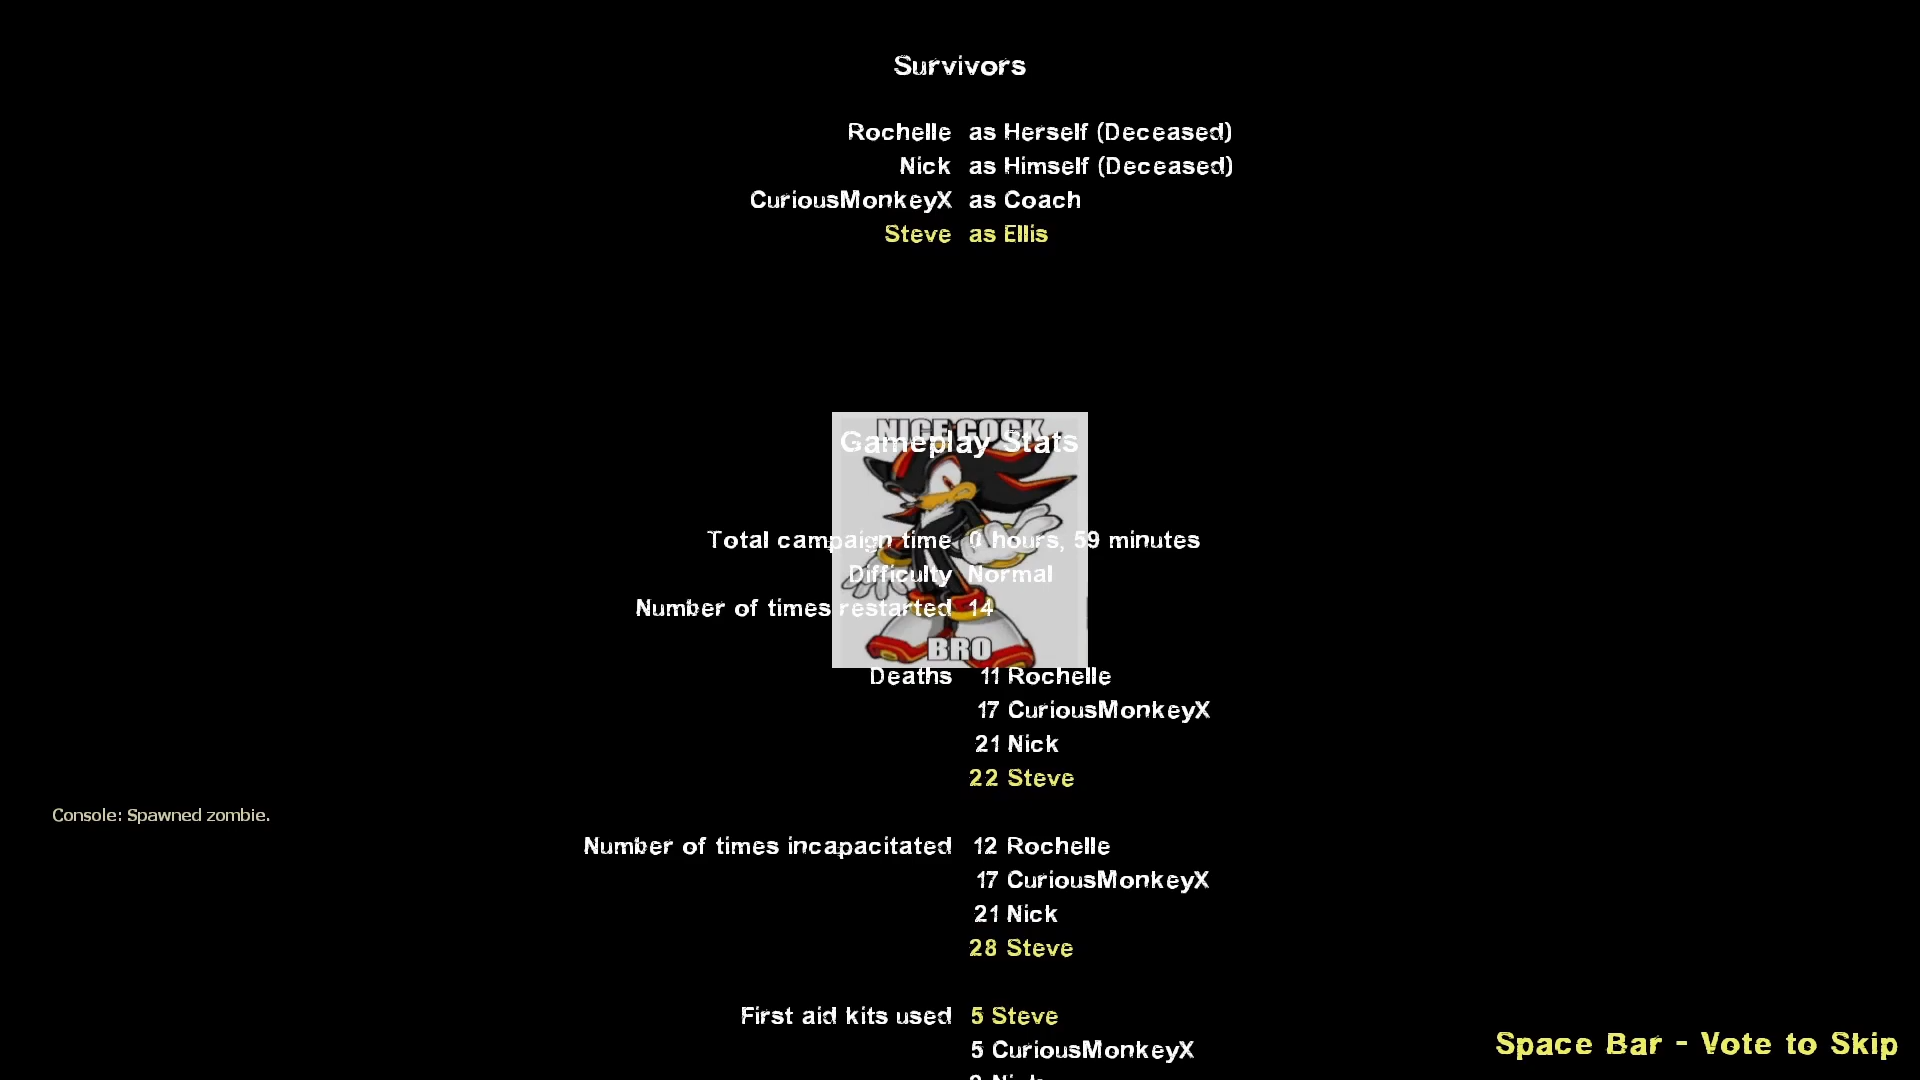 Survivors
Rochelle as Herself (Deceased)
Nick as Himself (Deceased)
CuriousMonkeyX as Coach
Steve as Ellis
NICE COCK
Gameplay Stats
Total campaign time 0 hours, 59 minutes
Difficulty Normal
Number of times restarted 14
BRO
Deaths 11 Rochelle
17 CuriousMonkeyX
21 Nick
22 Steve
Console: Spawned zombie.
Number of times incapacitated 12 Rochelle
17 CuriousMonkeyX
21 Nick
28 Steve
First aid kits used 5 Steve
5 CuriousMonkeyX
Space Bar - Vote to Skip